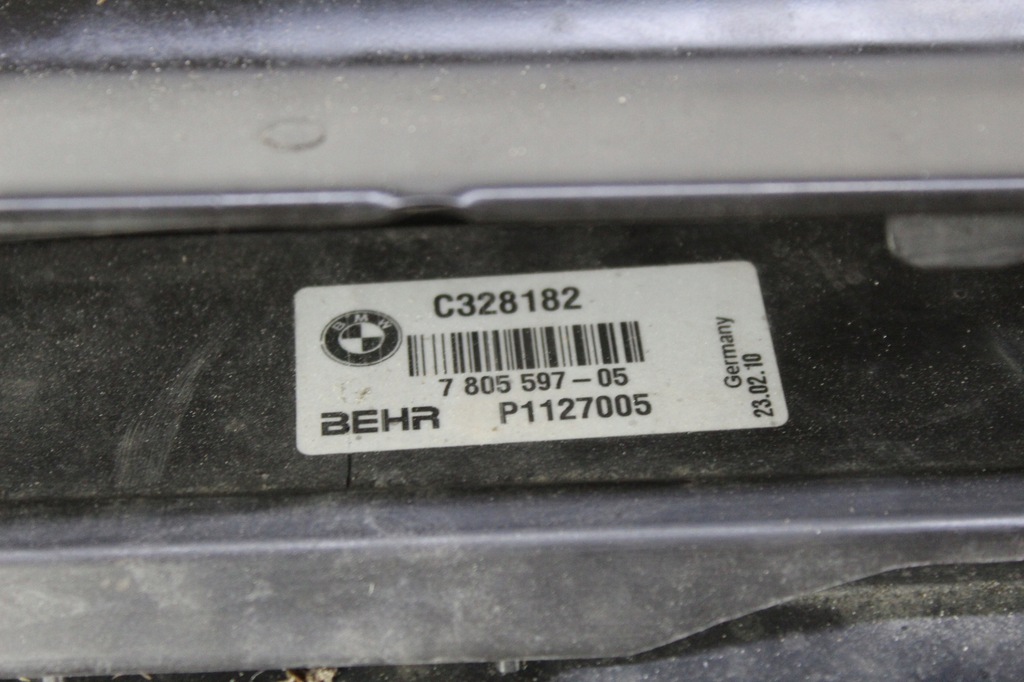 C328182
BMW
7 805 597-05
BEHR P1127005
Germany
23.02.10